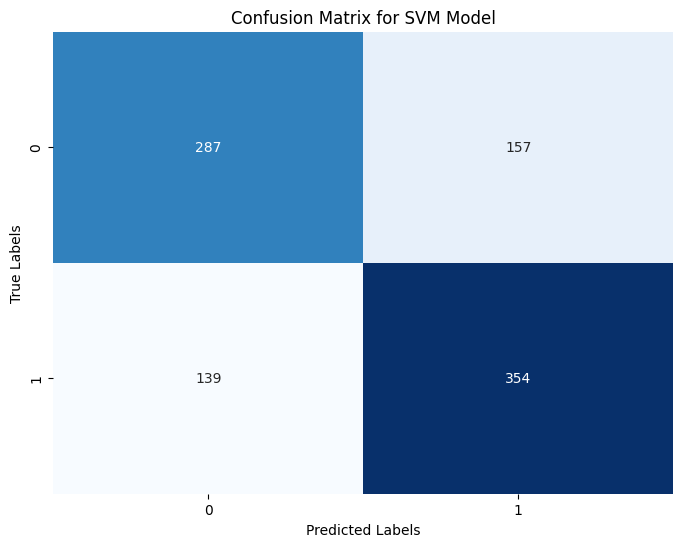 Confusion Matrix for SVM Model
True Labels
0
287
157
1
139
354
0
1
Predicted Labels